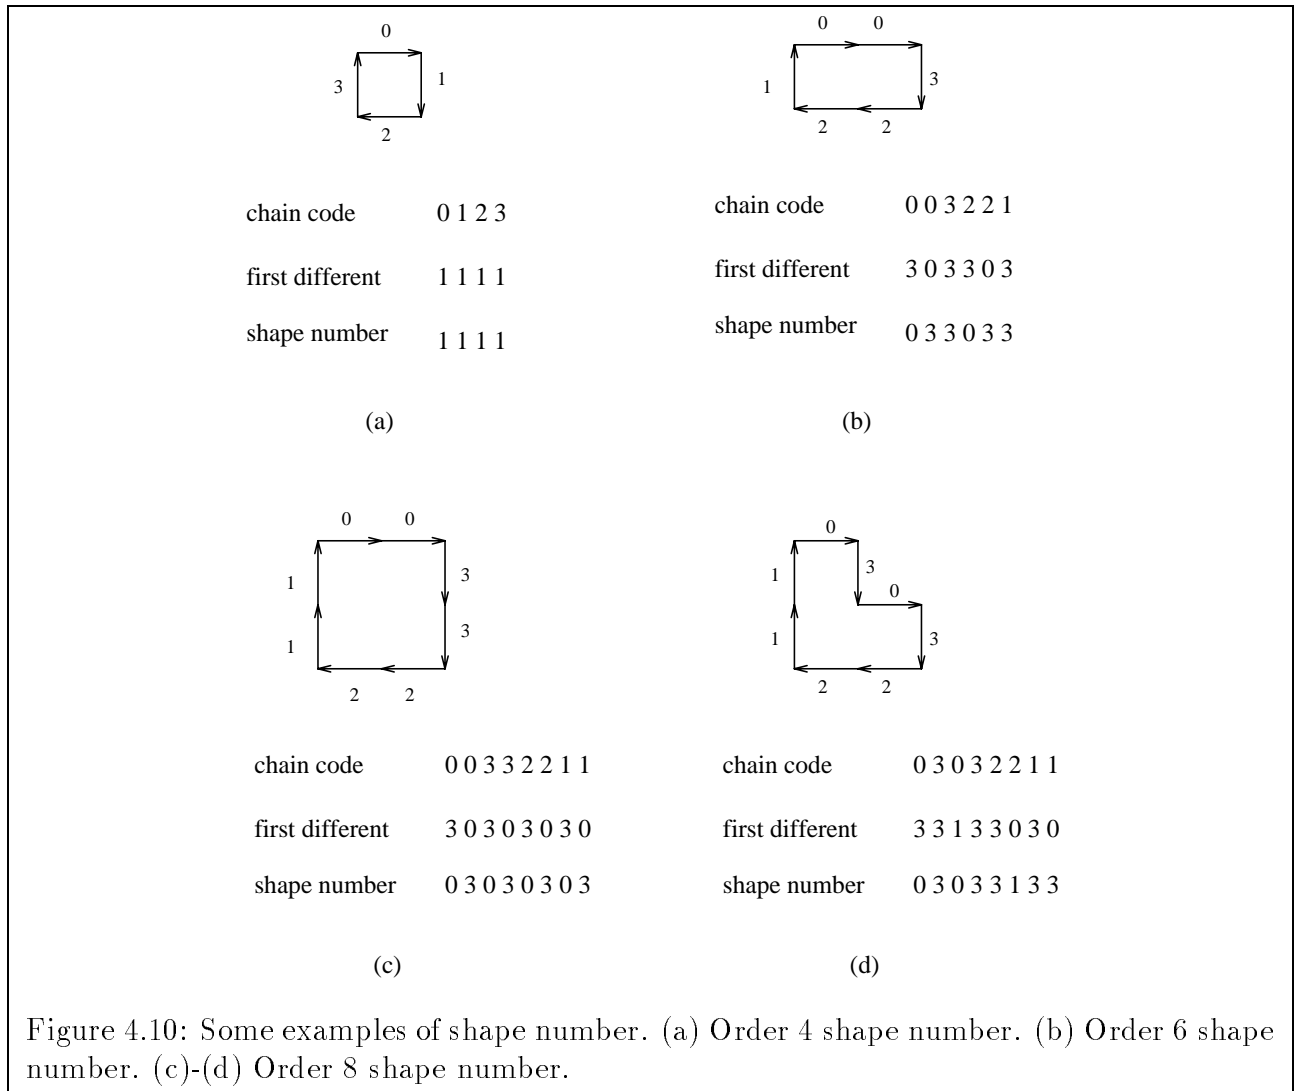 0
3
1
2
chain code 0 1 2 3
first different 1 1 1 1
shape number 1 1 1 1
(a)
0 0
1
3
2 2
chain code 0 0 3 2 2 1
first different 3 0 3 3 0 3
shape number 0 3 3 0 3 3
(b)
0 0
1
3
1
3
2 2
chain code 0 0 3 3 2 2 1 1
first different 3 0 3 0 3 0 3 0
shape number 0 3 0 3 0 3 0 3
(c)
0
1
3
0
1
3
2 2
chain code 0 3 0 3 2 2 1 1
first different 3 3 1 3 3 0 3 0
shape number 0 3 0 3 3 1 3 3
(d)
Figure 4.10: Some examples of shape number. (a) Order 4 shape number. (b) Order 6 shape
number. (c)-(d) Order 8 shape number.